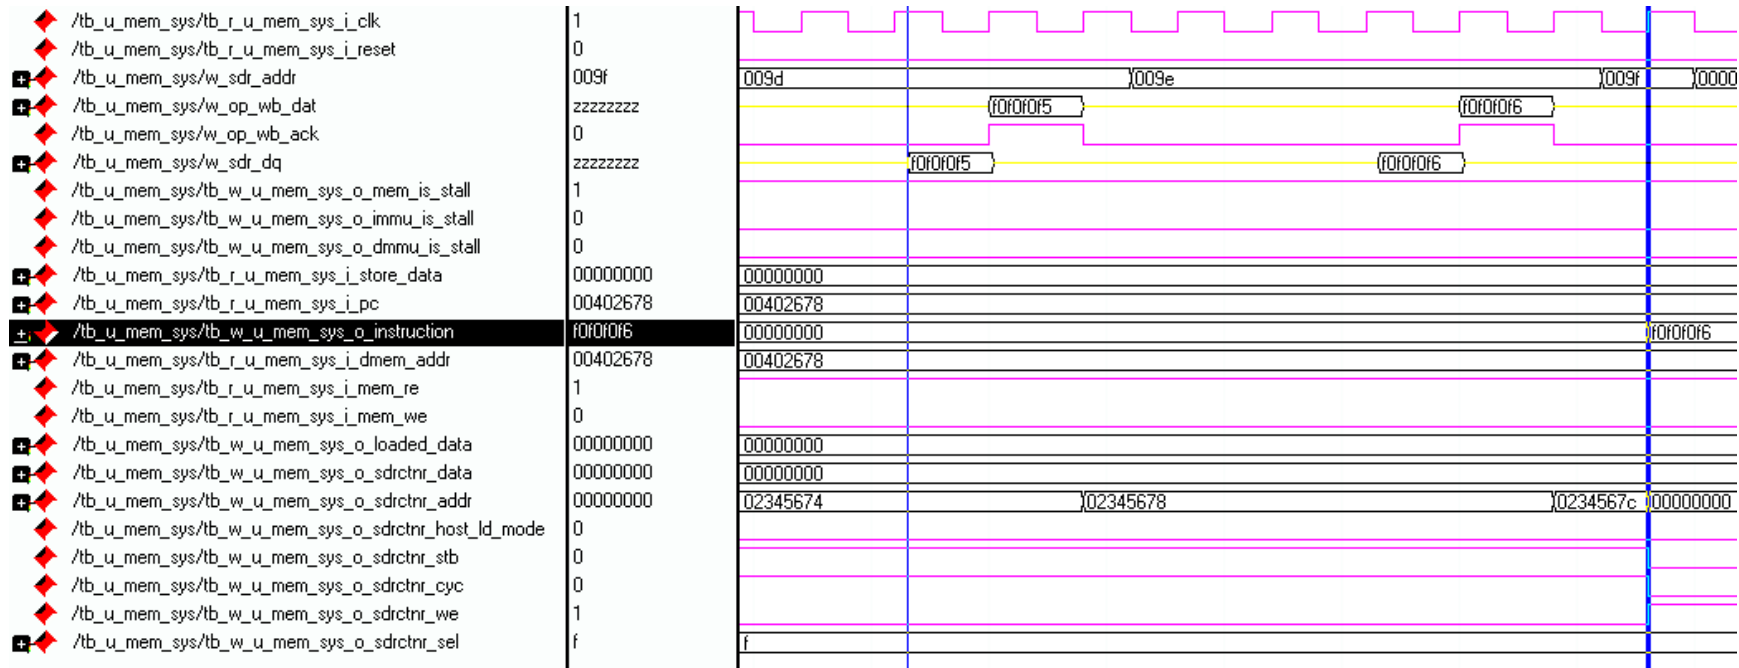 /tb_u_mem_sys/tb_r_u_mem_sys_i_clk 1
/tb_u_mem_sys/tb_r_u_mem_sys_i_reset 0
/tb_u_mem_sys/w_sdr_addr 009f 009d 009e 009f 0000
/tb_u_mem_sys/w_op_wb_dat zzzzzzzz f0f0f0f5 f0f0f0f6
/tb_u_mem_sys/w_op_wb_ack 0
/tb_u_mem_sys/w_sdr_dq zzzzzzzz f0f0f0f5 f0f0f0f6
/tb_u_mem_sys/tb_w_u_mem_sys_o_mem_is_stall 1
/tb_u_mem_sys/tb_w_u_mem_sys_o_immu_is_stall 0
/tb_u_mem_sys/tb_w_u_mem_sys_o_dmmu_is_stall 0
/tb_u_mem_sys/tb_r_u_mem_sys_i_store_data 00000000 00000000
/tb_u_mem_sys/tb_r_u_mem_sys_i_pc 00402678 00402678
/tb_u_mem_sys/tb_w_u_mem_sys_o_instruction f0f0f0f6 00000000 f0f0f0f6
/tb_u_mem_sys/tb_r_u_mem_sys_i_dmem_addr 00402678 00402678
/tb_u_mem_sys/tb_r_u_mem_sys_i_mem_re 1
/tb_u_mem_sys/tb_r_u_mem_sys_i_mem_we 0
/tb_u_mem_sys/tb_w_u_mem_sys_o_loaded_data 00000000 00000000
/tb_u_mem_sys/tb_w_u_mem_sys_o_sdrctnr_data 00000000 00000000
/tb_u_mem_sys/tb_w_u_mem_sys_o_sdrctnr_addr 00000000 02345674 02345678 0234567c 00000000
/tb_u_mem_sys/tb_w_u_mem_sys_o_sdrctnr_host_ld_mode 0
/tb_u_mem_sys/tb_w_u_mem_sys_o_sdrctnr_stb 0
/tb_u_mem_sys/tb_w_u_mem_sys_o_sdrctnr_cyc 0
/tb_u_mem_sys/tb_w_u_mem_sys_o_sdrctnr_we 1
/tb_u_mem_sys/tb_w_u_mem_sys_o_sdrctnr_sel f f